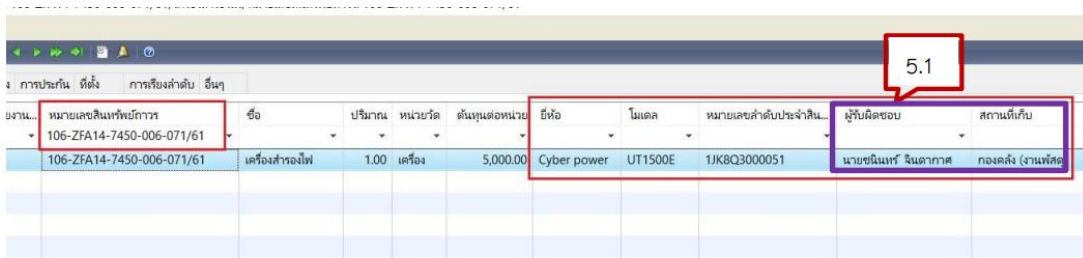 5.1
การประกัน ที่ตั้ง การเรียงลำดับ อื่นๆ
หมายเลขสินทรัพย์ถาวร ชื่อ ปริมาณ หน่วยวัด ต้นทุนต่อหน่วย ยี่ห้อ โมเดล หมายเลขลำดับประจำสิน... ผู้รับผิดชอบ สถานที่เก็บ
106-ZFA14-7450-006-071/61
106-ZFA14-7450-006-071/61 เครื่องสำรองไฟ 1.00 เครื่อง 5,000.00 Cyber power UT1500E 1JK8Q3000051 นายชนินทร์ จินดากาศ กองคลัง (งานพัสดุ